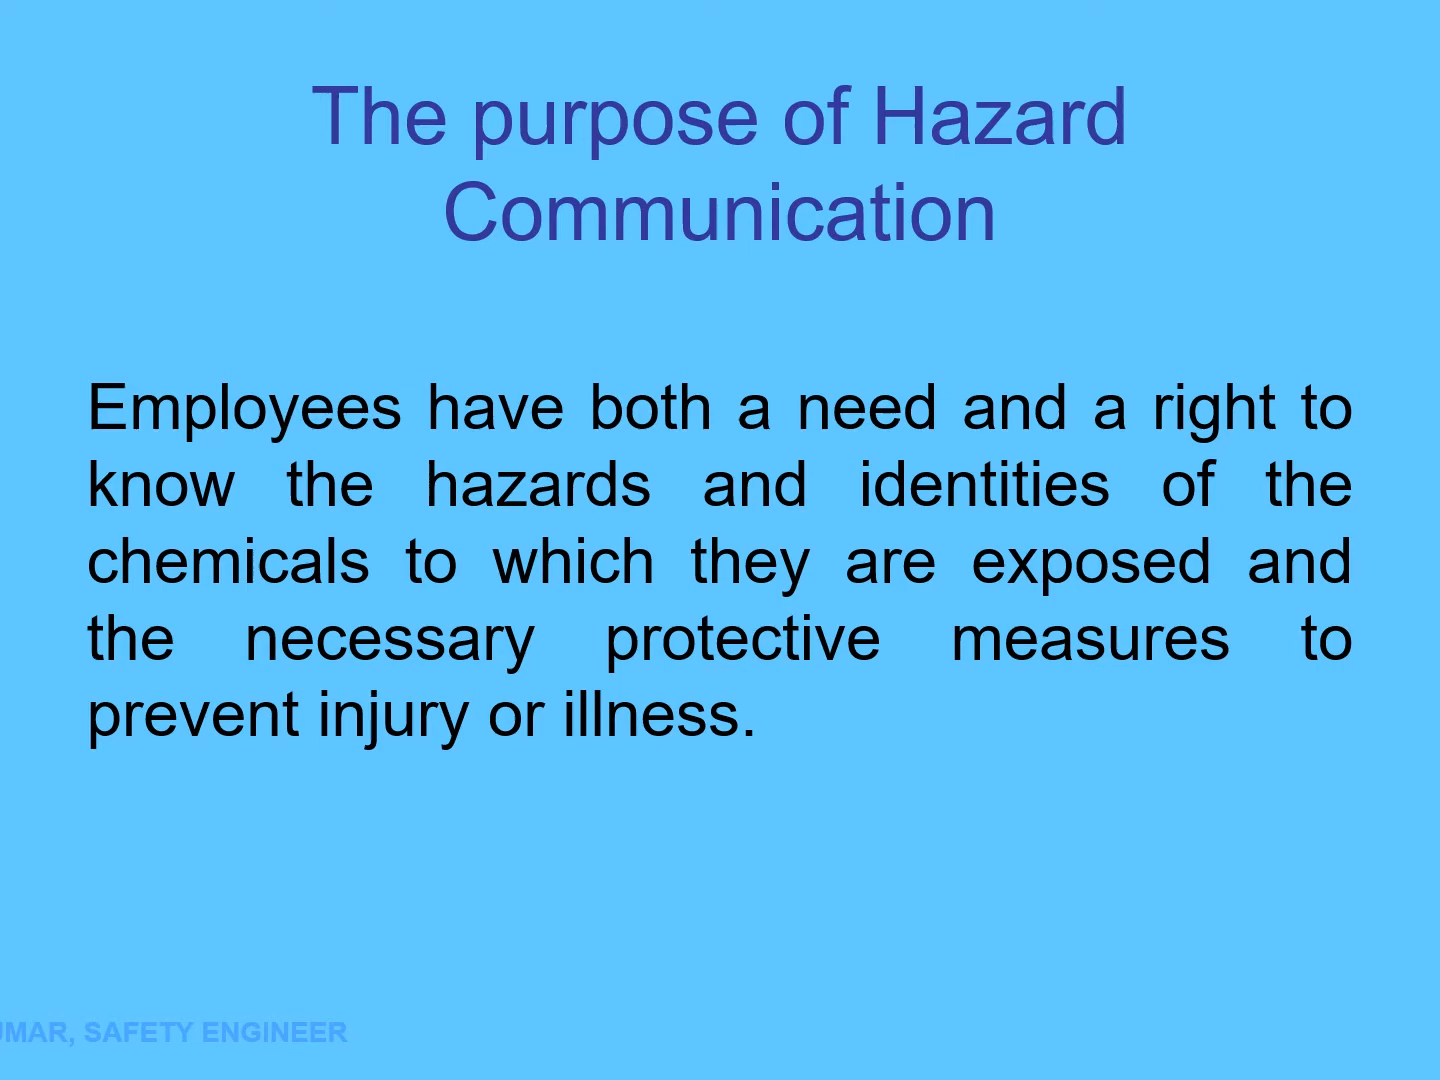 The purpose of Hazard
Communication
Employees have both a need and a right to
know the hazards and identities of the
chemicals to which they are exposed and
the necessary protective measures to
prevent injury or illness.
SAFETY ENGINEER